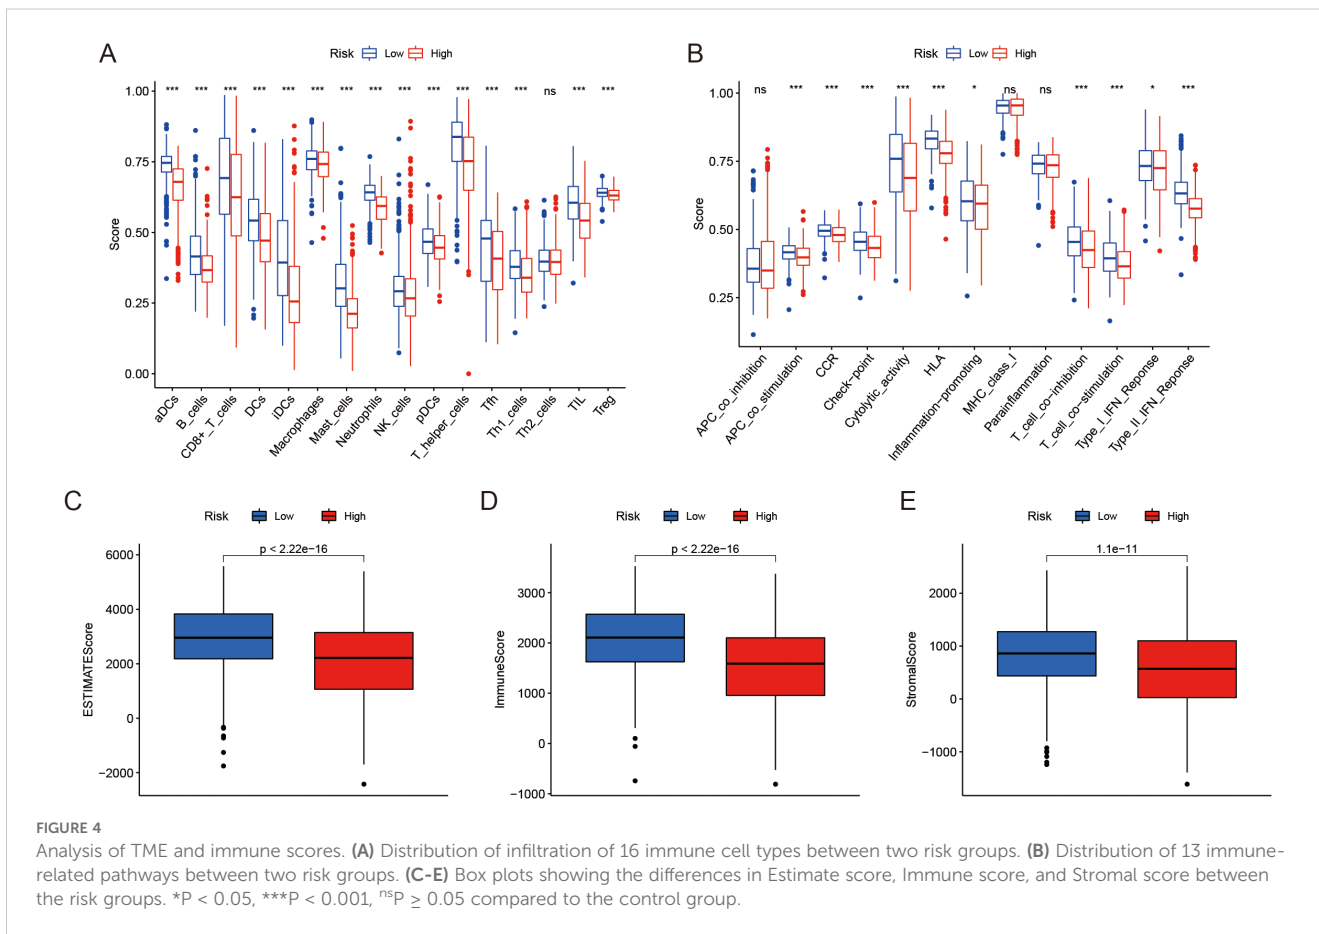 A
Risk Low High
Score
1.00
0.75
0.50
0.25
0.00
*** *** *** *** *** *** *** *** *** *** *** *** *** ns *** ***
aDCs
B_cells
CD8+_T_cells
DCs
iDCs
Macrophages
Mast_cells
Neutrophils
NK_cells
pDCs
T_helper_cells
Tfh
Th1_cells
Th2_cells
TIL
Treg
B
Risk Low High
Score
1.00
0.75
0.50
0.25
ns *** *** *** *** *** * ns ns *** *** * ***
APC_co_inhibition
APC_co_stimulation
CCR
Check-point
Cytolytic_activity
HLA
Inflammation-promoting
MHC_class_I
Parainflammation
T_cell_co-inhibition
T_cell_co-stimulation
Type_I_IFN_Reponse
Type_II_IFN_Reponse
C
Risk Low High
p < 2.22e−16
ESTIMATEScore
6000
4000
2000
0
−2000
D
Risk Low High
p < 2.22e−16
ImmuneScore
3000
2000
1000
0
−1000
E
Risk Low High
1.1e−11
StromalScore
2000
1000
0
−1000
FIGURE 4
Analysis of TME and immune scores. (A) Distribution of infiltration of 16 immune cell types between two risk groups. (B) Distribution of 13 immune-
related pathways between two risk groups. (C-E) Box plots showing the differences in Estimate score, Immune score, and Stromal score between
the risk groups. *P < 0.05, ***P < 0.001, nsP ≥ 0.05 compared to the control group.